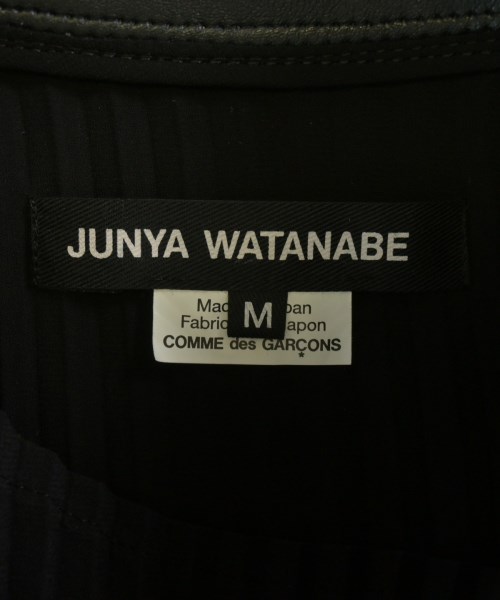 JUNYA WATANABE
M
Mac pan
Fabric apon
COMME des GARÇONS
*